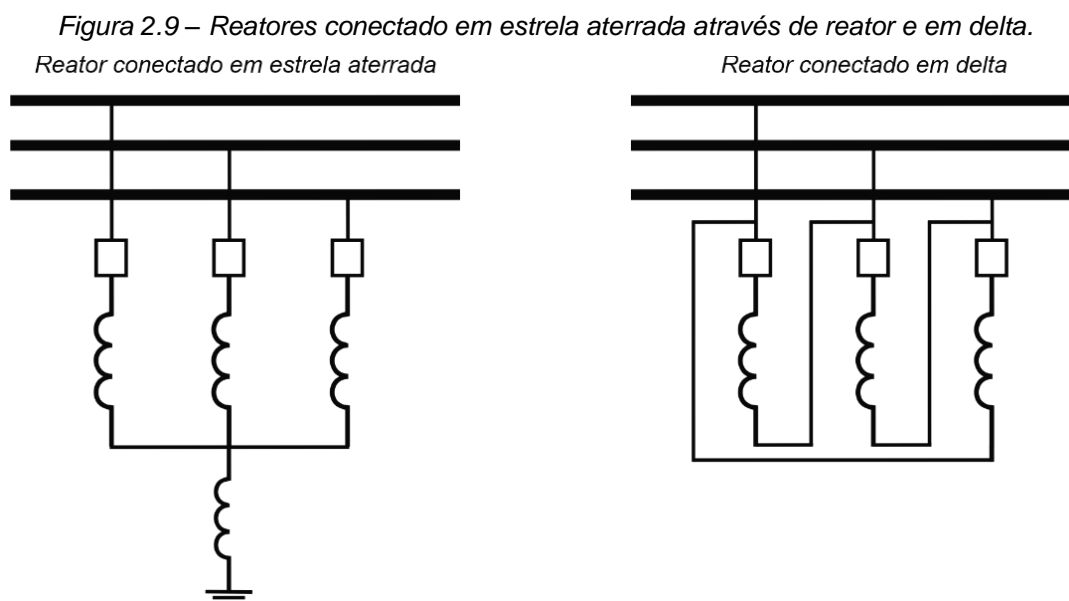 Figura 2.9 – Reatores conectado em estrela aterrada através de reator e em delta.
Reator conectado em estrela aterrada
Reator conectado em delta